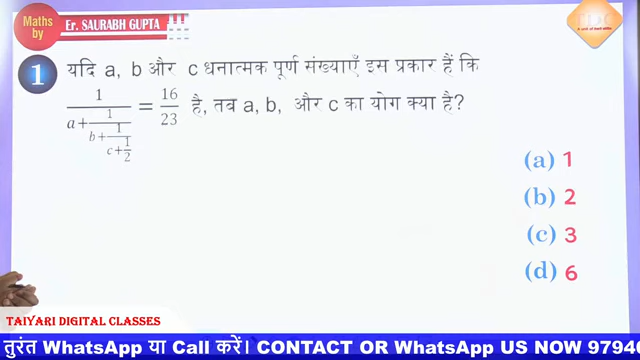 Maths by Er. SAURABH GUPTA
1 यदि a, b और c धनात्मक पूर्ण संख्याएँ इस प्रकार हैं कि
1/(a+1/(b+1/(c+1/2))) = 16/23 है, तब a, b, और c का योग क्या है?
(a) 1
(b) 2
(c) 3
(d) 6
TAIYARI DIGITAL CLASSES
तुरंत WhatsApp या Call करें। CONTACT OR WhatsApp US NOW 9794